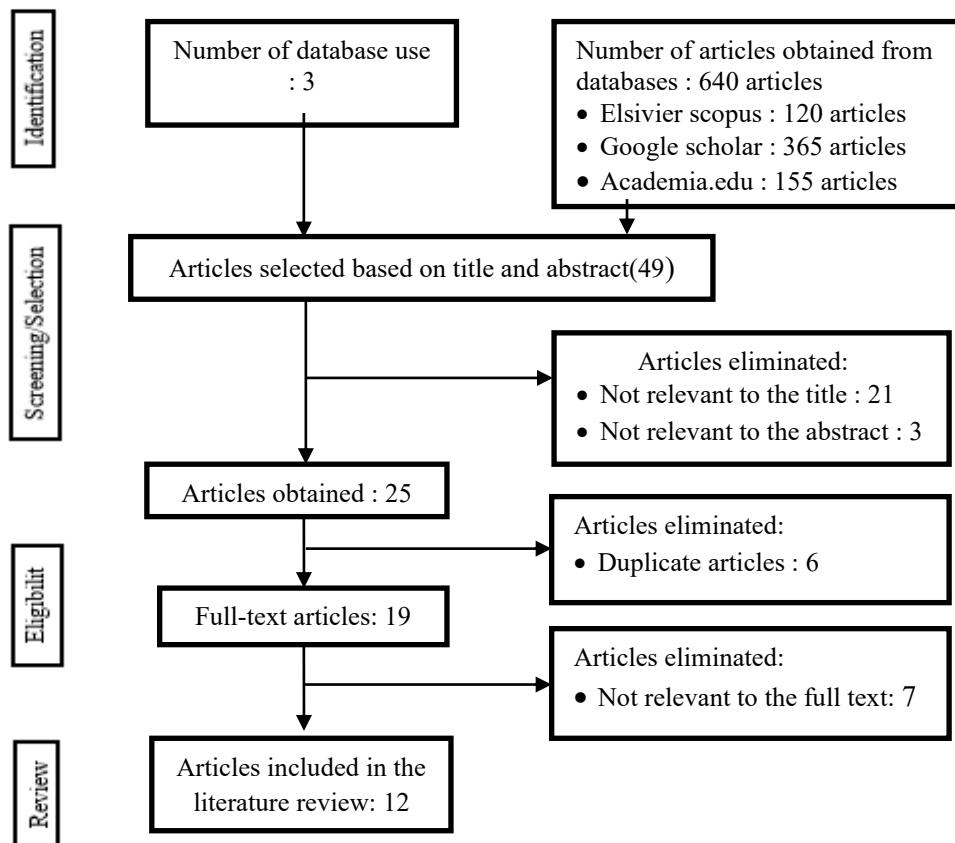 Identification
Number of database use
: 3
Number of articles obtained from
databases : 640 articles
• Elsivier scopus : 120 articles
• Google scholar : 365 articles
• Academia.edu : 155 articles
Screening/Selection
Articles selected based on title and abstract(49)
Articles eliminated:
• Not relevant to the title : 21
• Not relevant to the abstract : 3
Articles obtained : 25
Articles eliminated:
• Duplicate articles : 6
Eligibilit
Full-text articles: 19
Articles eliminated:
• Not relevant to the full text: 7
Review
Articles included in the
literature review: 12